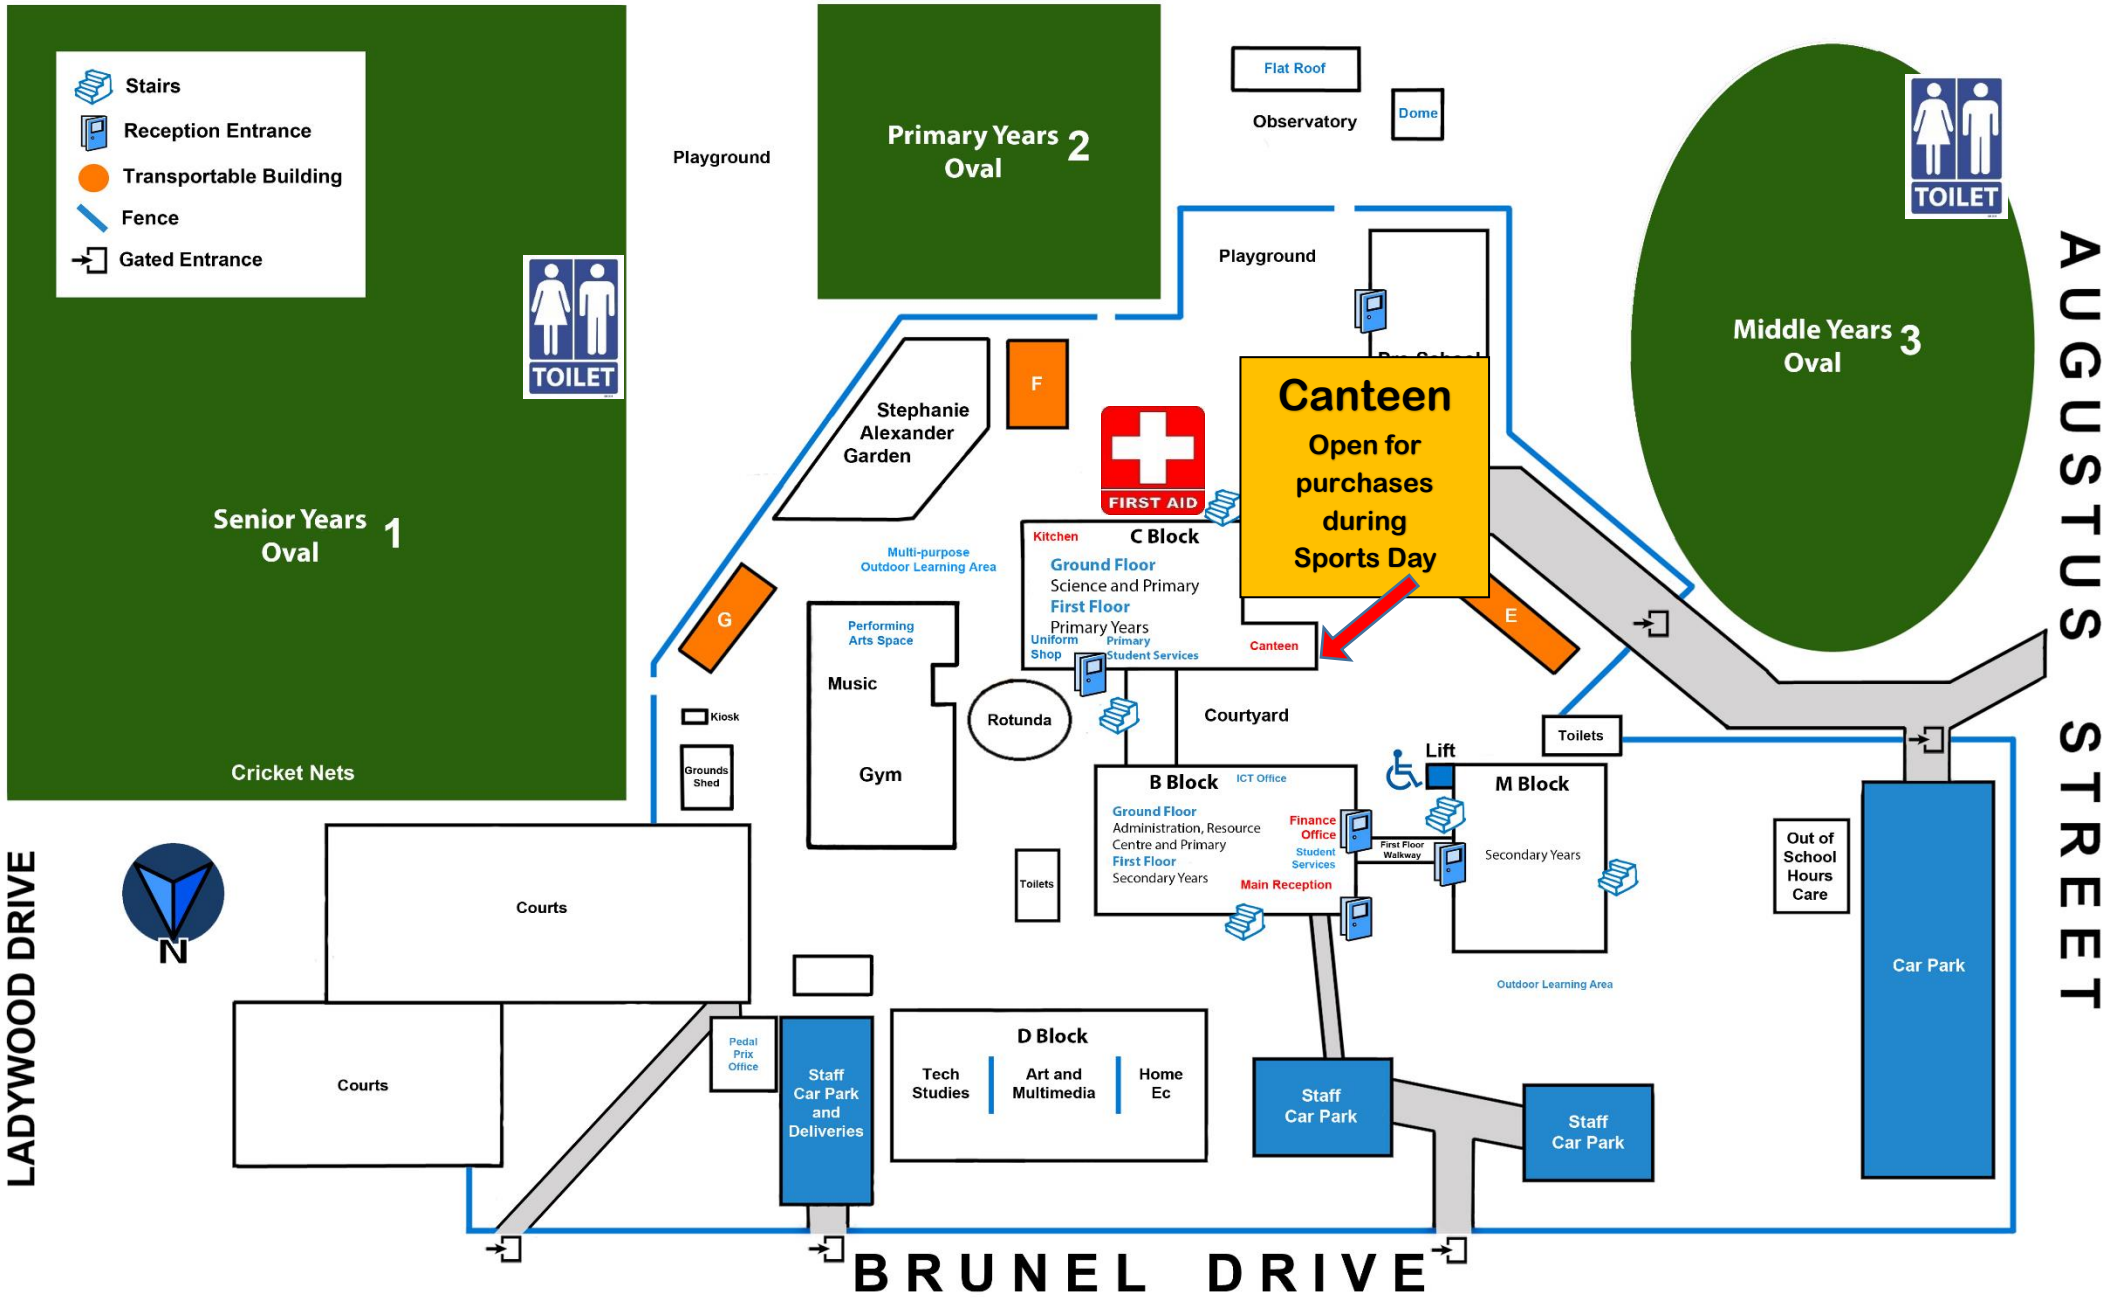 Stairs
Reception Entrance
Transportable Building
Fence
Gated Entrance
TOILET
Senior Years 1
Oval
Cricket Nets
Playground
Primary Years 2
Oval
Flat Roof
Observatory
Dome
TOILET
Middle Years 3
Oval
Playground
Pre-School
Canteen
Open for
purchases
during
Sports Day
FIRST AID
Stephanie
Alexander
Garden
F
Multi-purpose
Outdoor Learning Area
G
E
Kitchen
C Block
Ground Floor
Science and Primary
First Floor
Primary Years
Uniform
Shop
Primary
Student Services
Canteen
Performing
Arts Space
Music
Gym
Rotunda
Courtyard
Kiosk
Grounds
Shed
Toilets
Toilets
B Block
ICT Office
Ground Floor
Administration, Resource
Centre and Primary
First Floor
Secondary Years
Finance
Office
Student
Services
Main Reception
First Floor
Walkway
Lift
M Block
Secondary Years
Outdoor Learning Area
Out of
School
Hours
Care
Car Park
N
Courts
Courts
Pedal
Prix
Office
Staff
Car Park
and
Deliveries
D Block
Tech
Studies
Art and
Multimedia
Home
Ec
Staff
Car Park
Staff
Car Park
LADYWOOD DRIVE
BRUNEL DRIVE
AUGUSTUS STREET